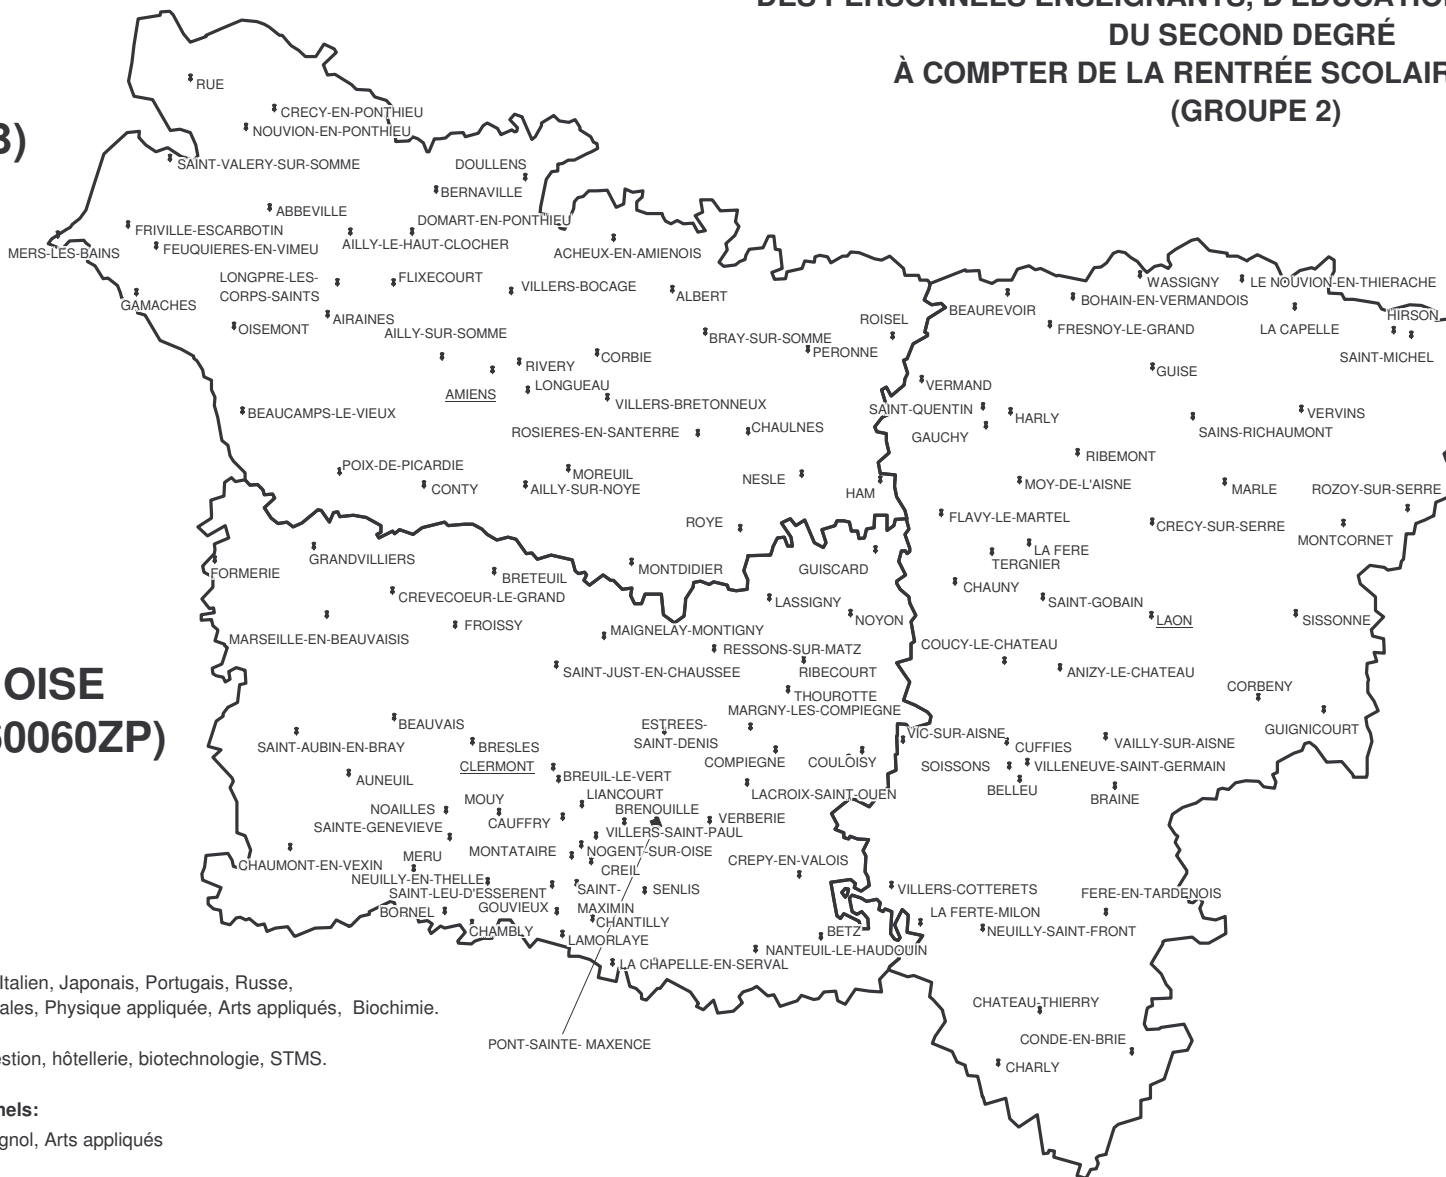 DES PERSONNELS ENSEIGNANTS, D'ÉDUCATION
DU SECOND DEGRÉ
À COMPTER DE LA RENTRÉE SCOLAIR
(GROUPE 2)
3)
RUE
CRECY-EN-PONTHIEU
NOUVION-EN-PONTHIEU
SAINT-VALERY-SUR-SOMME
DOULLENS
BERNAVILLE
ABBEVILLE
DOMART-EN-PONTHIEU
FRIVILLE-ESCARBOTIN
AILLY-LE-HAUT-CLOCHER
MERS-LES-BAINS
FEUQUIERES-EN-VIMEU
ACHEUX-EN-AMIENOIS
LONGPRE-LES-
CORPS-SAINTS
FLIXECOURT
VILLERS-BOCAGE
ALBERT
GAMACHES
OISEMONT
AIRAINES
AILLY-SUR-SOMME
BRAY-SUR-SOMME
ROISEL
PERONNE
CORBIE
RIVERY
LONGUEAU
AMIENS
VILLERS-BRETONNEUX
BEAUCAMPS-LE-VIEUX
ROSIERES-EN-SANTERRE
CHAULNES
POIX-DE-PICARDIE
CONTY
MOREUIL
AILLY-SUR-NOYE
NESLE
HAM
ROYE
MONTDIDIER
WASSIGNY
LE NOUVION-EN-THIERACHE
BEAUREVOIR
BOHAIN-EN-VERMANDOIS
FRESNOY-LE-GRAND
LA CAPELLE
HIRSON
SAINT-MICHEL
GUISE
VERMAND
SAINT-QUENTIN
HARLY
GAUCHY
VERVINS
SAINS-RICHAUMONT
RIBEMONT
MOY-DE-L'AISNE
MARLE
ROZOY-SUR-SERRE
FLAVY-LE-MARTEL
CRECY-SUR-SERRE
MONTCORNET
LA FERE
TERGNIER
CHAUNY
SAINT-GOBAIN
LAON
SISSONNE
COUCY-LE-CHATEAU
ANIZY-LE-CHATEAU
CORBENY
GUIGNICOURT
VIC-SUR-AISNE
CUFFIES
VAILLY-SUR-AISNE
SOISSONS
VILLENEUVE-SAINT-GERMAIN
BELLEU
BRAINE
VILLERS-COTTERETS
FERE-EN-TARDENOIS
LA FERTE-MILON
NEUILLY-SAINT-FRONT
CHATEAU-THIERRY
CONDE-EN-BRIE
CHARLY
GRANDVILLIERS
FORMERIE
BRETEUIL
CREVECOEUR-LE-GRAND
GUISCARD
LASSIGNY
NOYON
FROISSY
MARSEILLE-EN-BEAUVAISIS
MAIGNELAY-MONTIGNY
RESSONS-SUR-MATZ
RIBECOURT
SAINT-JUST-EN-CHAUSSEE
THOUROTTE
MARGNY-LES-COMPIEGNE
OISE
60060ZP)
BEAUVAIS
SAINT-AUBIN-EN-BRAY
BRESLES
ESTREES-
SAINT-DENIS
COMPIEGNE
COULOISY
CLERMONT
BREUIL-LE-VERT
AUNEUIL
LIANCOURT
LACROIX-SAINT-OUEN
NOAILLES
MOUY
BRENOUILLE
VERBERIE
SAINTE-GENEVIEVE
CAUFFRY
VILLERS-SAINT-PAUL
CHAUMONT-EN-VEXIN
MERU
MONTATAIRE
NOGENT-SUR-OISE
CREPY-EN-VALOIS
CREIL
NEUILLY-EN-THELLE
SAINT-LEU-D'ESSERENT
SAINT-
MAXIMIN
SENLIS
BORNEL
GOUVIEUX
CHANTILLY
CHAMBLY
LAMORLAYE
BETZ
NANTEUIL-LE-HAUDOUIN
LA CHAPELLE-EN-SERVAL
PONT-SAINTE- MAXENCE
Italien, Japonais, Portugais, Russe,
ales, Physique appliquée, Arts appliqués, Biochimie.
estion, hôtellerie, biotechnologie, STMS.
nels:
gnol, Arts appliqués